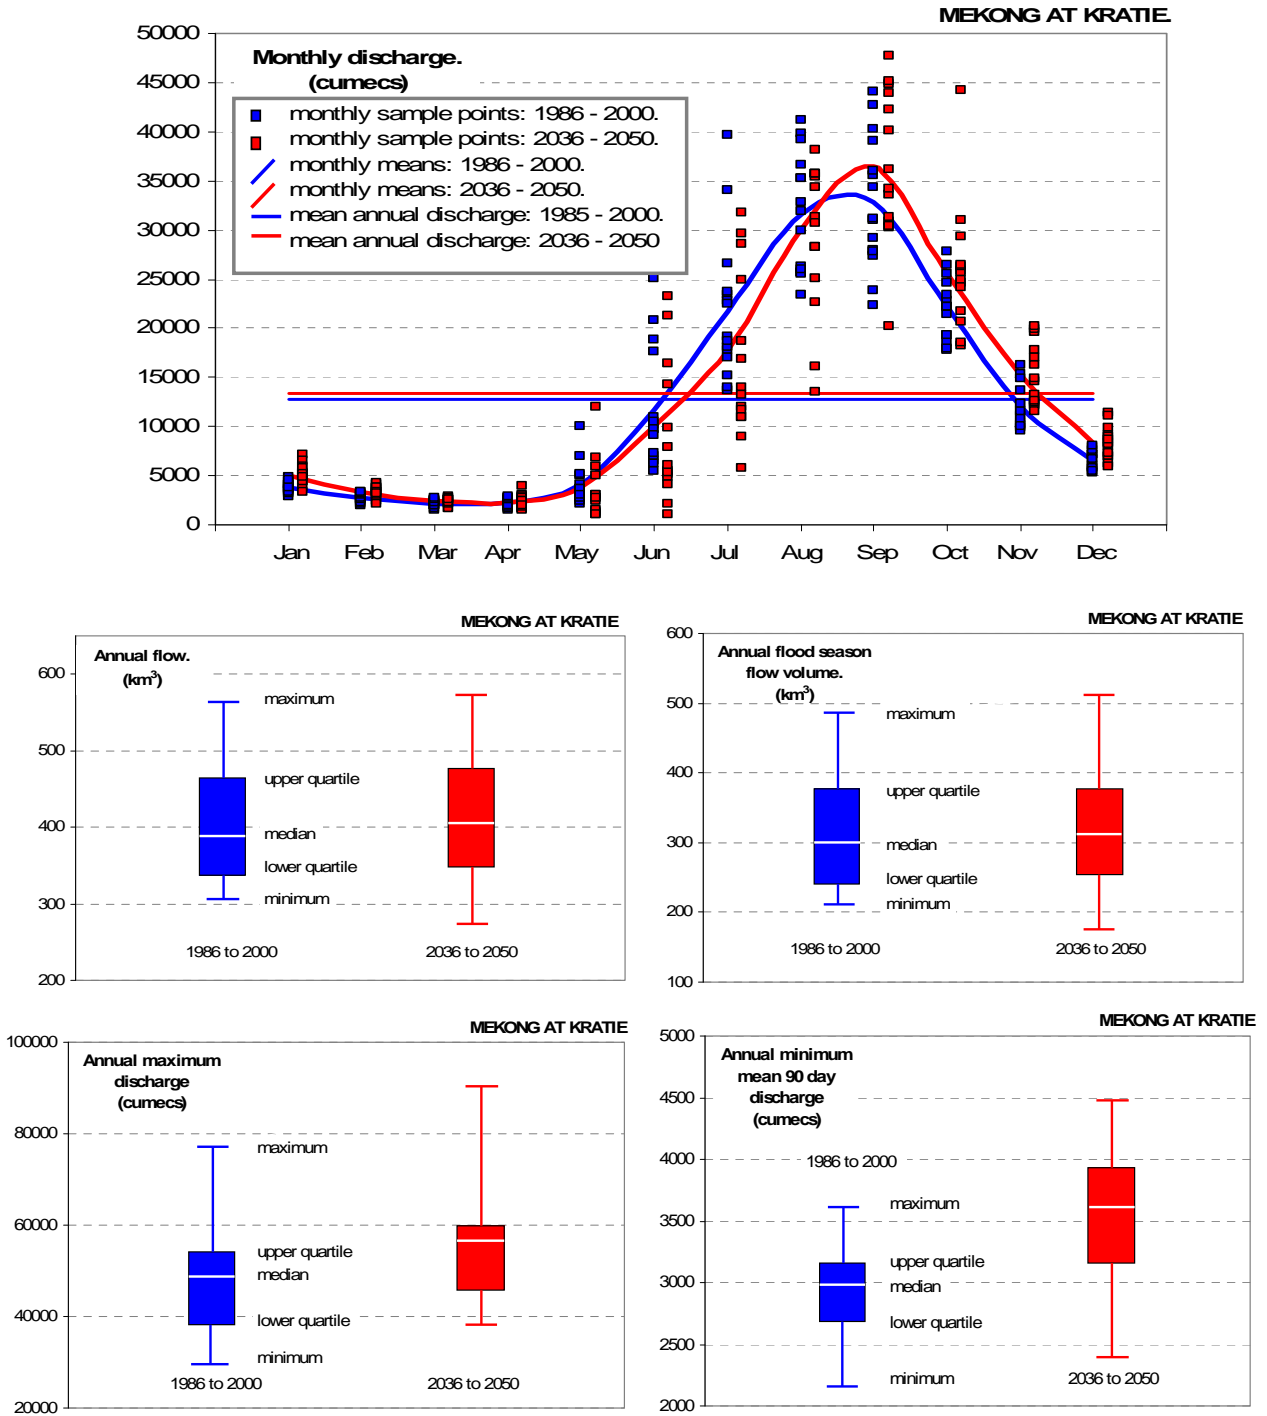 MEKONG AT KRATIE.
50000
45000
40000
35000
30000
25000
20000
15000
10000
5000
0
Monthly discharge.
(cumecs)
monthly sample points: 1986 - 2000.
monthly sample points: 2036 - 2050.
monthly means: 1986 - 2000.
monthly means: 2036 - 2050.
mean annual discharge: 1985 - 2000.
mean annual discharge: 2036 - 2050
Jan Feb Mar Apr May Jun Jul Aug Sep Oct Nov Dec
MEKONG AT KRATIE
Annual flow.
(km³)
600
500
400
300
200
maximum
upper quartile
median
lower quartile
minimum
1986 to 2000 2036 to 2050
MEKONG AT KRATIE
Annual flood season
flow volume.
(km³)
600
500
400
300
200
100
maximum
upper quartile
median
lower quartile
minimum
1986 to 2000 2036 to 2050
MEKONG AT KRATIE
Annual maximum
discharge
(cumecs)
100000
80000
60000
40000
20000
maximum
upper quartile
median
lower quartile
minimum
1986 to 2000 2036 to 2050
MEKONG AT KRATIE
Annual minimum
mean 90 day
discharge
(cumecs)
5000
4500
4000
3500
3000
2500
2000
1986 to 2000
maximum
upper quartile
median
lower quartile
minimum
2036 to 2050